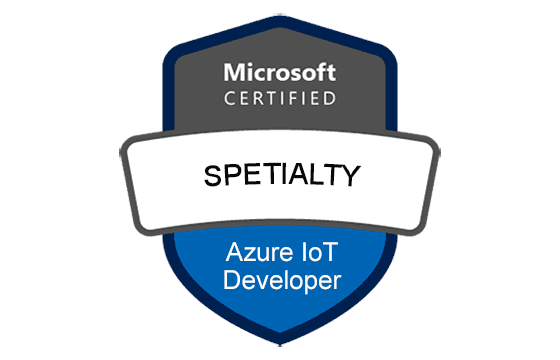 Microsoft
CERTIFIED
SPETIALTY
Azure IoT
Developer